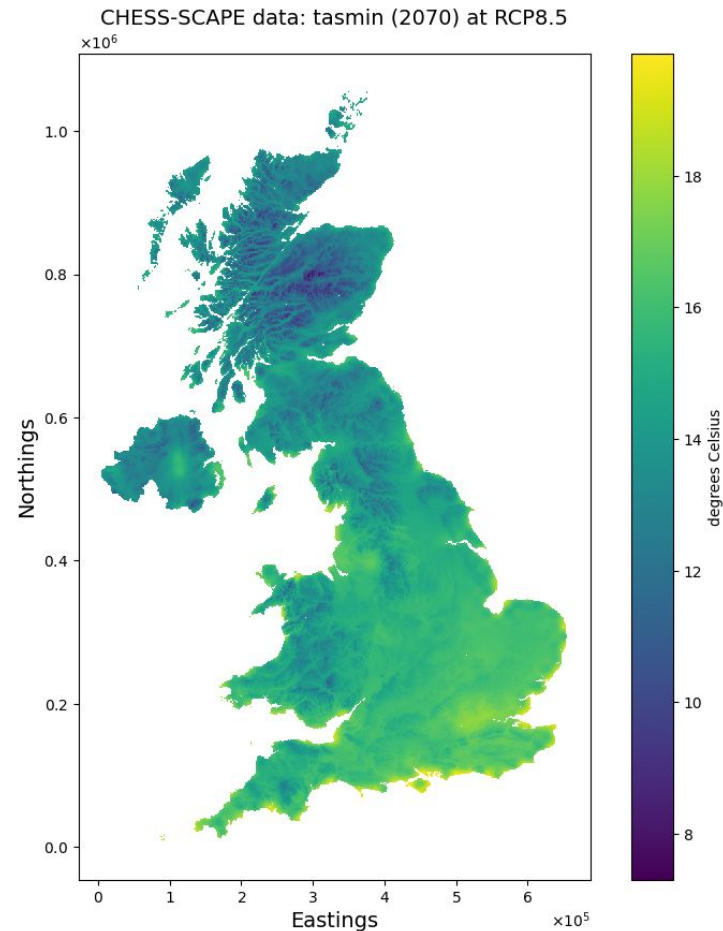 CHESS-SCAPE data: tasmin (2070) at RCP8.5
×10⁶
1.0
0.8
0.6
0.4
0.2
0.0
Northings
0 1 2 3 4 5 6
Eastings
×10⁵
18
16
14
12
10
8
degrees Celsius